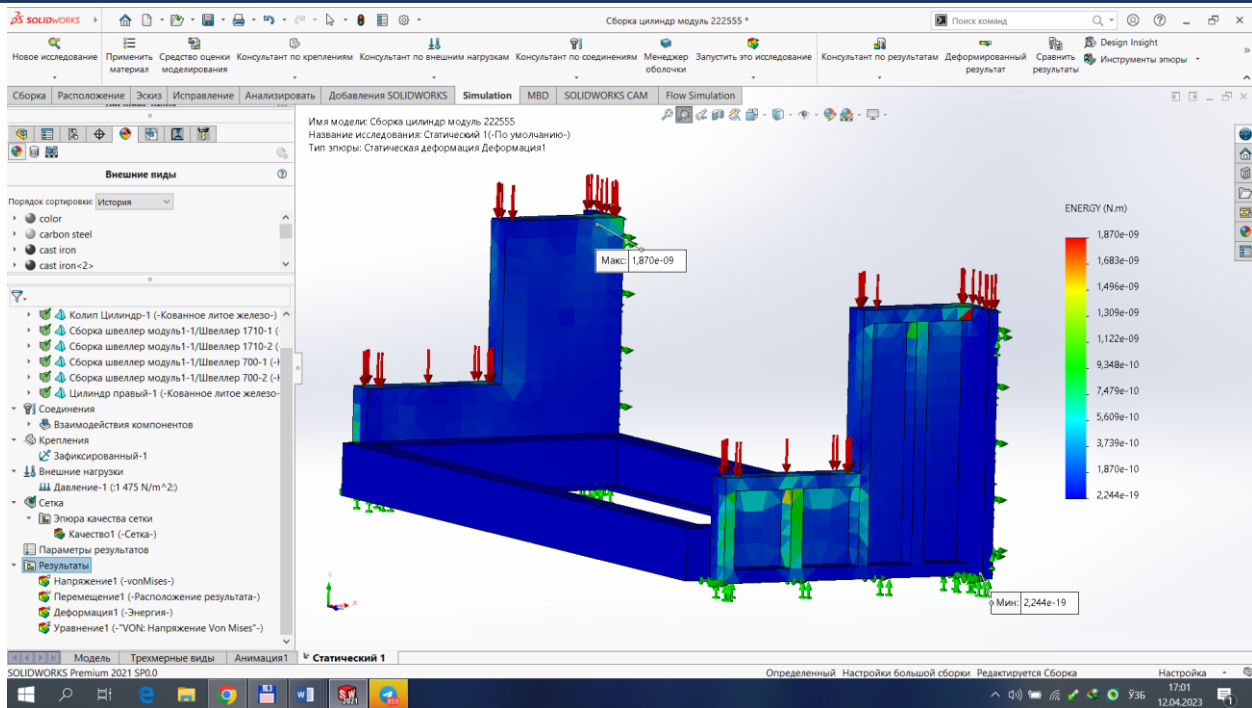 SOLIDWORKS
Сборка цилиндр модуль 222555 *
Поиск команд
Новое исследование
Применить материал
Средство оценки моделирования
Консультант по креплениям
Консультант по внешним нагрузкам
Консультант по соединениям
Менеджер оболочки
Запустить это исследование
Консультант по результатам
Деформированный результат
Сравнить результаты
Design Insight
Инструменты эпюры
Сборка Расположение Эскиз Исправление Анализировать Добавления SOLIDWORKS Simulation MBD SOLIDWORKS CAM Flow Simulation
Имя модели: Сборка цилиндр модуль 222555
Название исследования: Статический 1(-По умолчанию-)
Тип эпюры: Статическая деформация Деформация1
Внешние виды
Порядок сортировки: История
color
carbon steel
cast iron
cast iron<2>
Колип Цилиндр-1 (-Кованное литое железо-)
Сборка швеллер модуль1-1/Швеллер 1710-1 (
Сборка швеллер модуль1-1/Швеллер 1710-2 (
Сборка швеллер модуль1-1/Швеллер 700-1 (-
Сборка швеллер модуль1-1/Швеллер 700-2 (-
Цилиндр правый-1 (-Кованное литое железо-
Соединения
Взаимодействия компонентов
Крепления
Зафиксированный-1
Внешние нагрузки
Давление-1 (:1 475 N/m^2:)
Сетка
Эпюра качества сетки
Качество1 (-Сетка-)
Параметры результатов
Результаты
Напряжение1 (-vonMises-)
Перемещение1 (-Расположение результата-)
Деформация1 (-Энергия-)
Уравнение1 (-"VON: Напряжение Von Mises"-)
Макс: 1,870e-09
Мин: 2,244e-19
ENERGY (N.m)
1,870e-09
1,683e-09
1,496e-09
1,309e-09
1,122e-09
9,348e-10
7,479e-10
5,609e-10
3,739e-10
1,870e-10
2,244e-19
Модель Трехмерные виды Анимация1 Статический 1
SOLIDWORKS Premium 2021 SP0.0
Определенный Настройки большой сборки Редактируется Сборка Настройка
ЎЗБ
17:01
12.04.2023